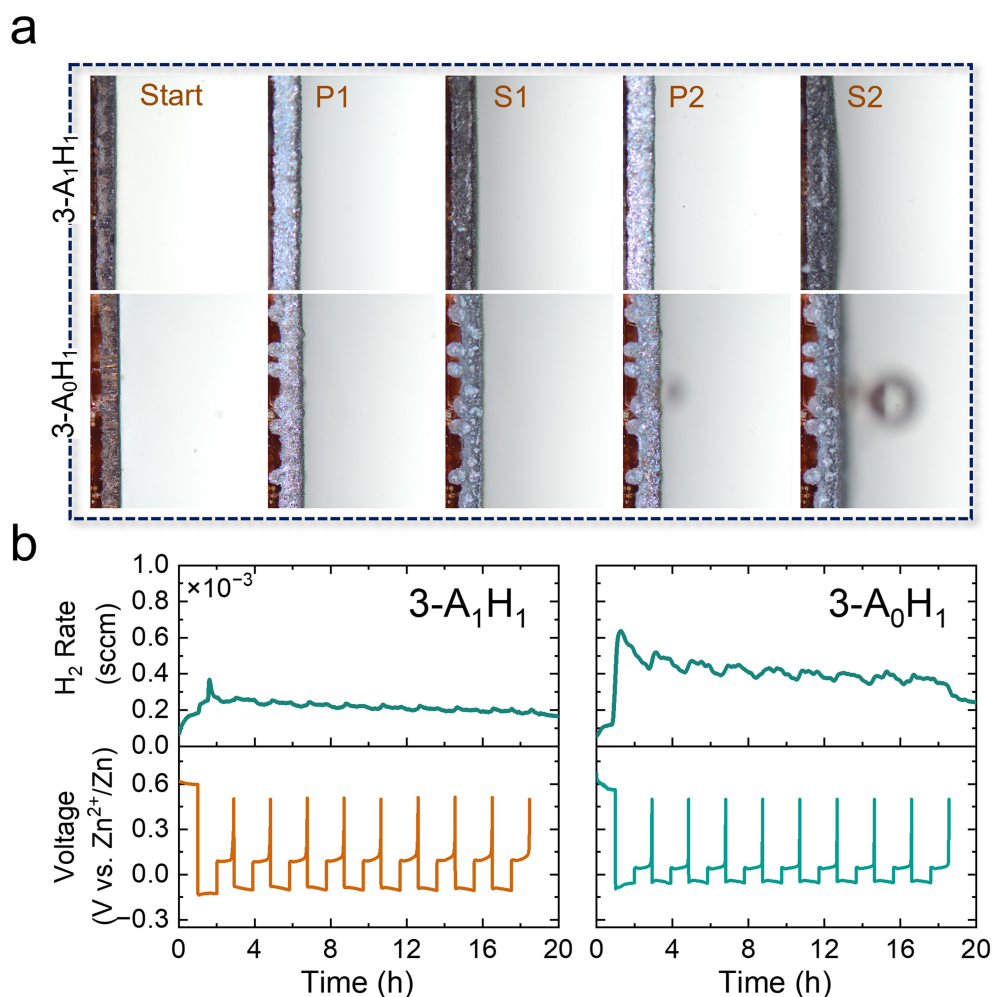 a
Start P1 S1 P2 S2
3-A₁H₁
3-A₀H₁
b
×10⁻³
3-A₁H₁
3-A₀H₁
H₂ Rate
(sccm)
1.0
0.8
0.6
0.4
0.2
0.0
Voltage
(V vs. Zn²⁺/Zn)
0.6
0.3
0.0
−0.3
0 4 8 12 16 20
0 4 8 12 16 20
Time (h)
Time (h)